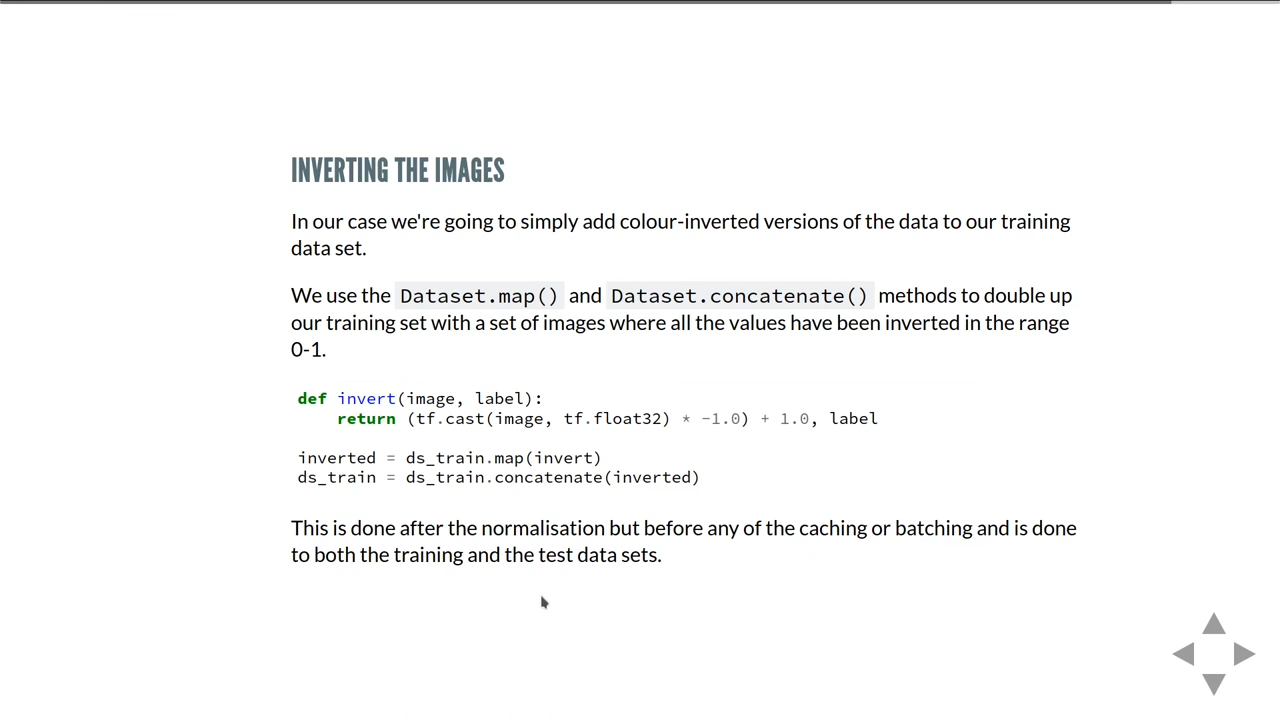 INVERTING THE IMAGES
In our case we're going to simply add colour-inverted versions of the data to our training
data set.
We use the Dataset.map() and Dataset.concatenate() methods to double up
our training set with a set of images where all the values have been inverted in the range
0-1.
def invert(image, label):
    return (tf.cast(image, tf.float32) * -1.0) + 1.0, label
inverted = ds_train.map(invert)
ds_train = ds_train.concatenate(inverted)
This is done after the normalisation but before any of the caching or batching and is done
to both the training and the test data sets.